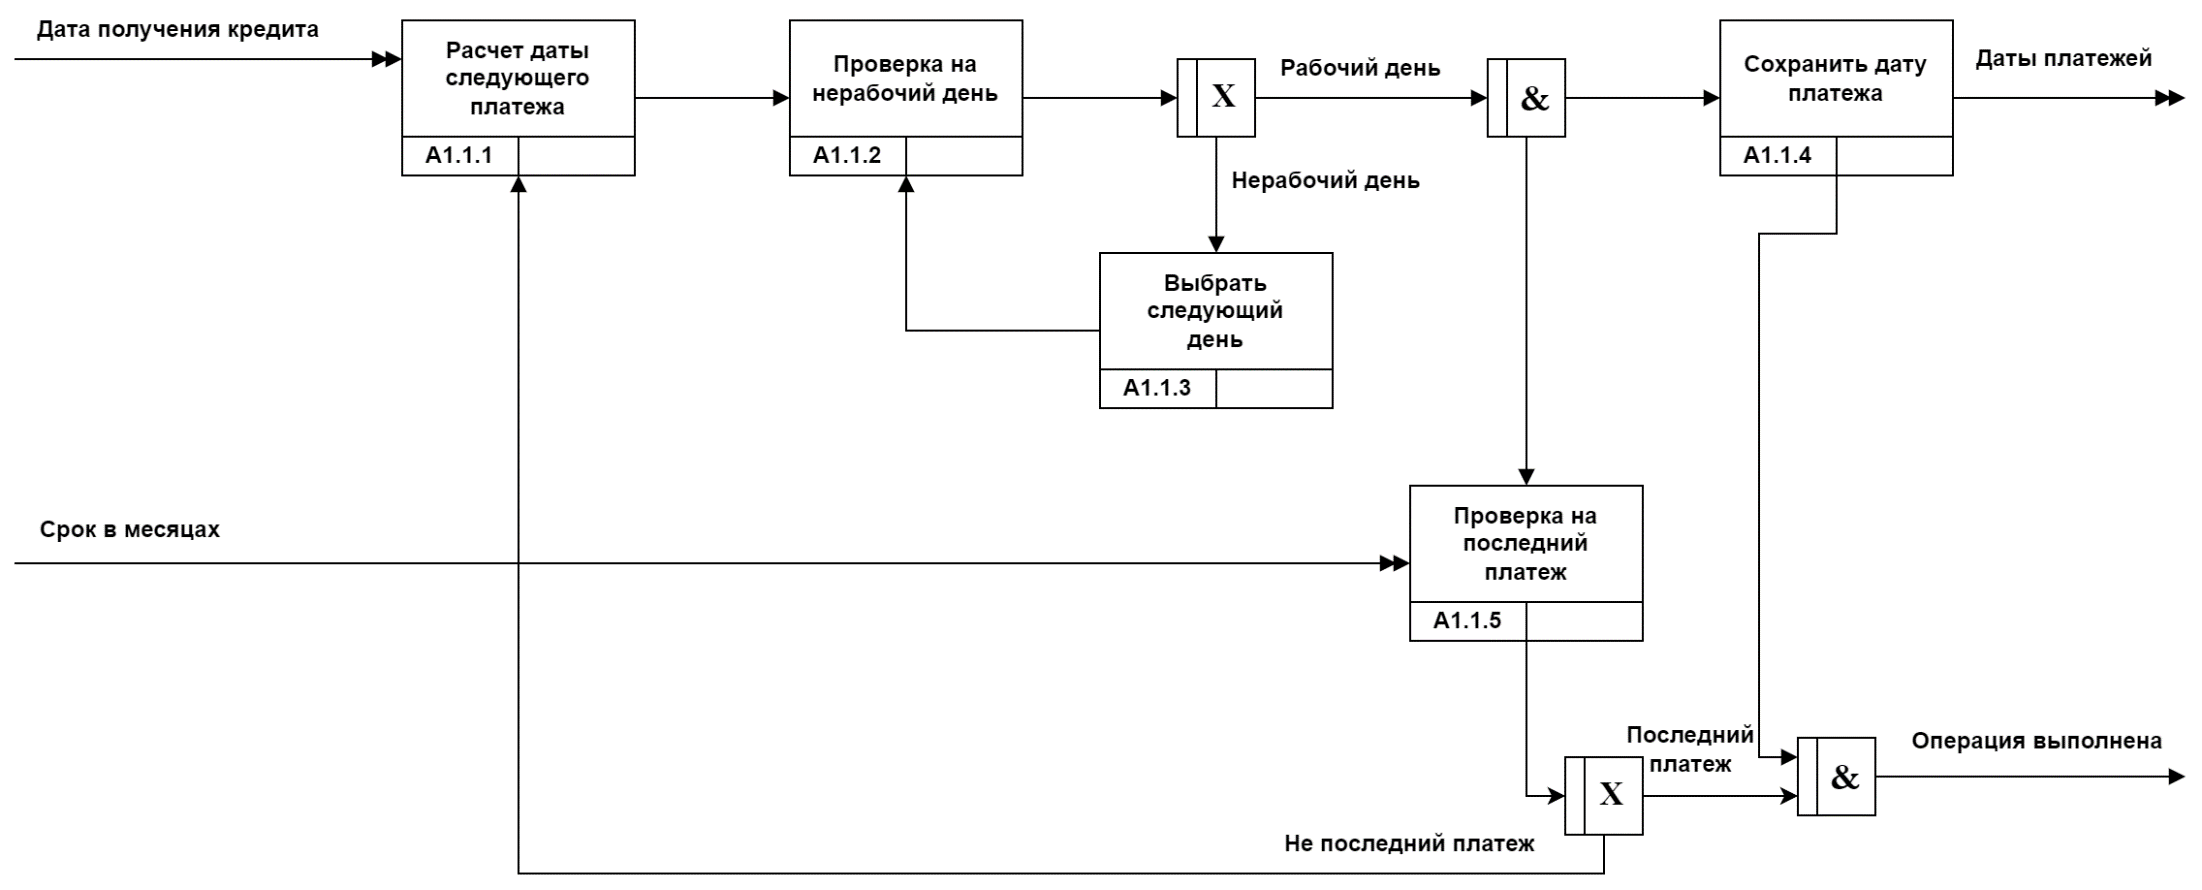 Дата получения кредита
Расчет даты
следующего
платежа
A1.1.1
Проверка на
нерабочий день
A1.1.2
X
Рабочий день
&
Сохранить дату
платежа
A1.1.4
Даты платежей
Нерабочий день
Выбрать
следующий
день
A1.1.3
Срок в месяцах
Проверка на
последний
платеж
A1.1.5
Последний
платеж
X
&
Операция выполнена
Не последний платеж